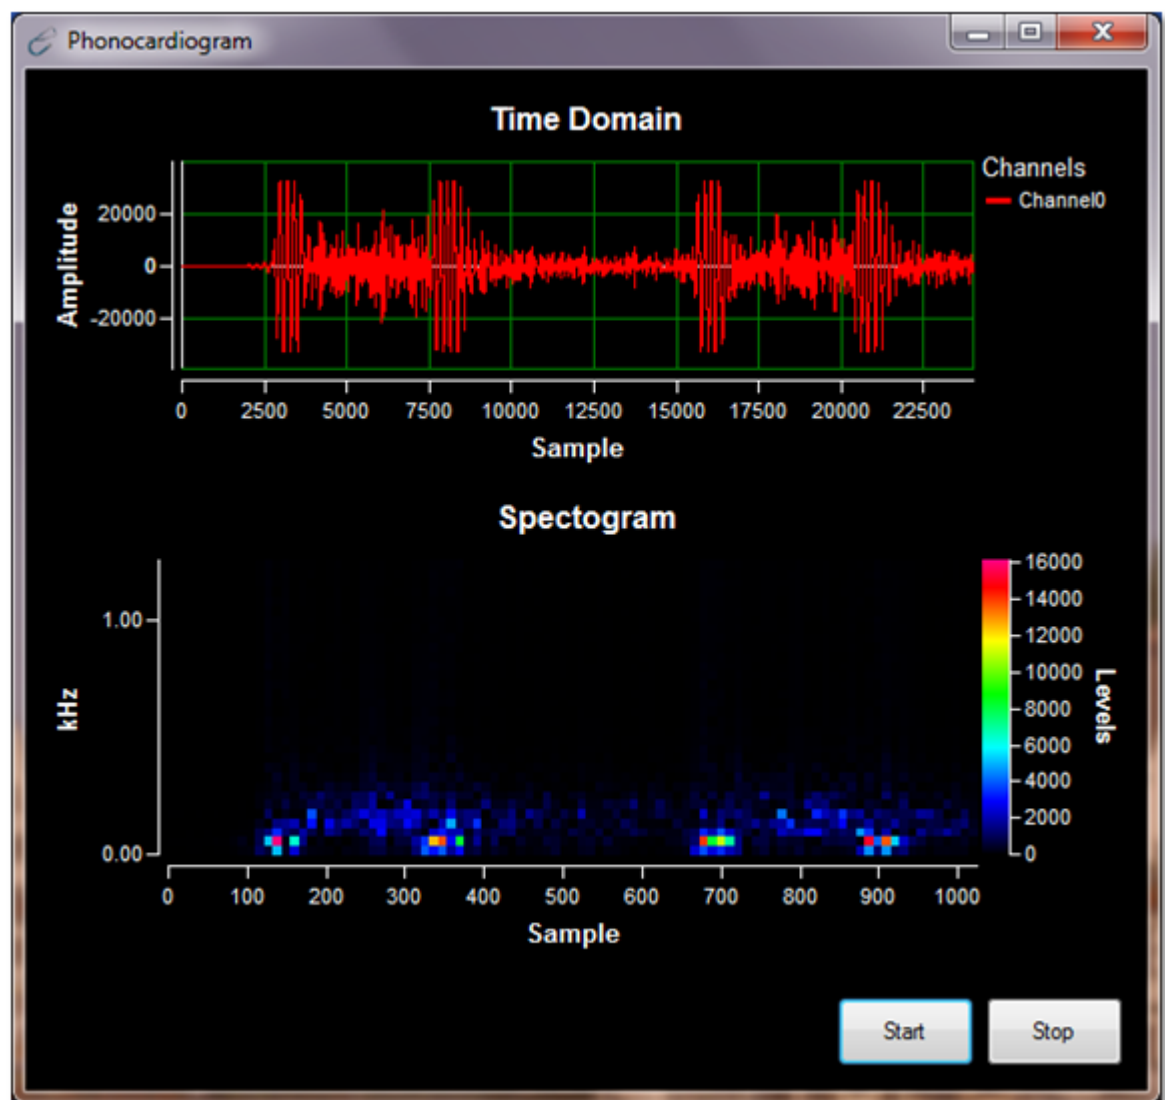 Phonocardiogram
Time Domain
Amplitude
20000
0
-20000
Channels
Channel0
0 2500 5000 7500 10000 12500 15000 17500 20000 22500
Sample
Spectogram
kHz
1.00
0.00
16000
14000
12000
10000
8000
6000
4000
2000
0
Levels
0 100 200 300 400 500 600 700 800 900 1000
Sample
Start Stop